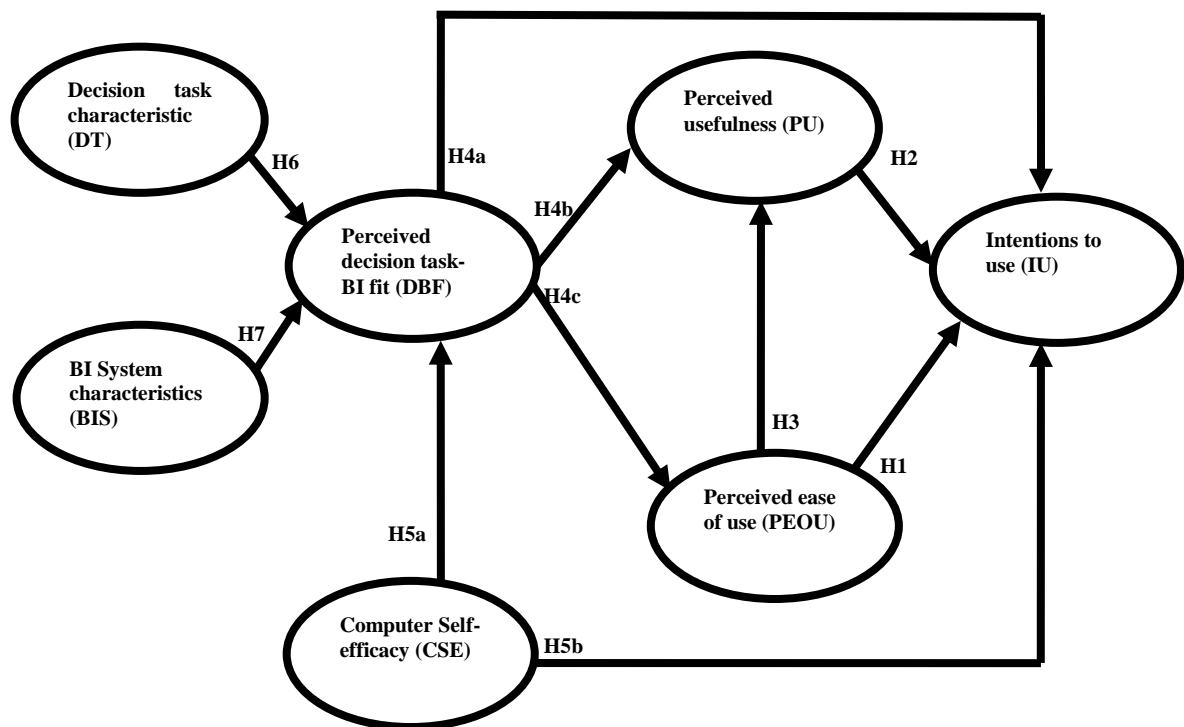 Decision task
characteristic
(DT)
H6
H4a
Perceived
usefulness (PU)
H2
H4b
Perceived
decision task-
BI fit (DBF)
Intentions to
use (IU)
H4c
H7
BI System
characteristics
(BIS)
H3
H1
Perceived ease
of use (PEOU)
H5a
Computer Self-
efficacy (CSE)
H5b